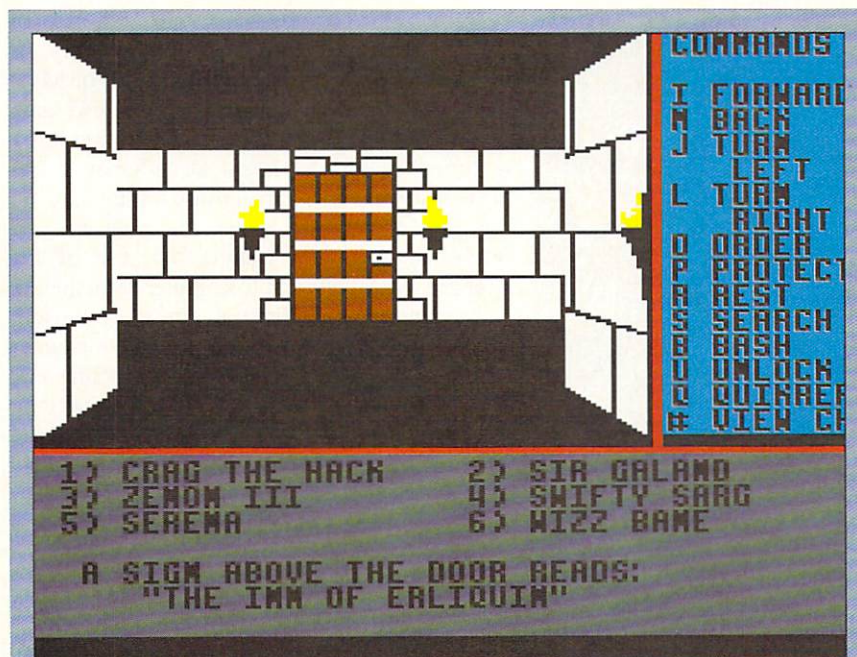 COMMANDS
I FORWARD
M BACK
J TURN
LEFT
L TURN
RIGHT
O ORDER
P PROTECT
R REST
S SEARCH
B BASH
U UNLOCK
Q QUIKREF
# VIEW CH
1) CRAG THE HACK 2) SIR GALAND
3) ZENON III 4) SWIFTY SARG
5) SERENA 6) WIZZ BANE
A SIGN ABOVE THE DOOR READS:
"THE INN OF ERLIQUIN"